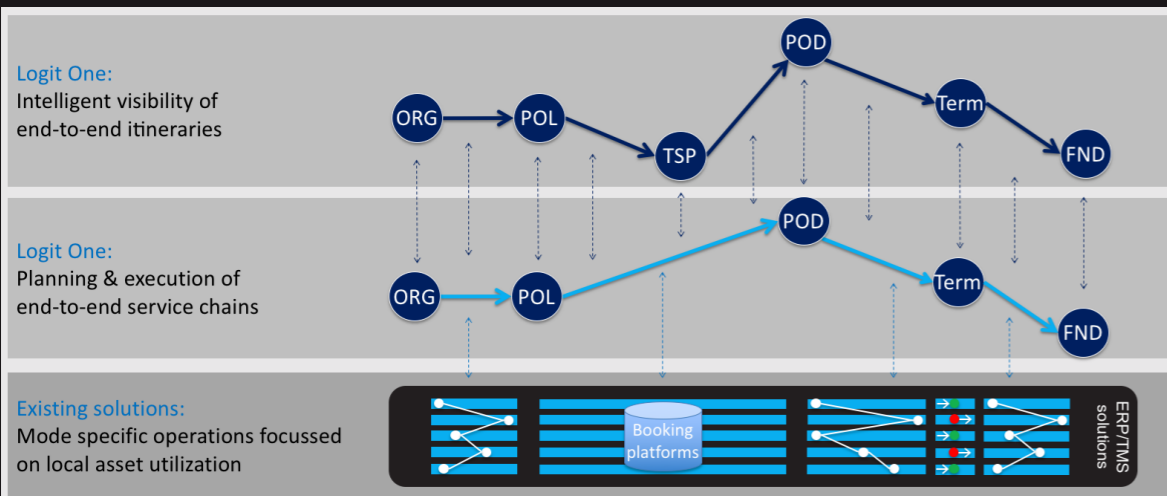 Logit One:
Intelligent visibility of
end-to-end itineraries
ORG
POL
TSP
POD
Term
FND
Logit One:
Planning & execution of
end-to-end service chains
ORG
POL
POD
Term
FND
Existing solutions:
Mode specific operations focussed
on local asset utilization
Booking
platforms
ERP/TMS
solutions